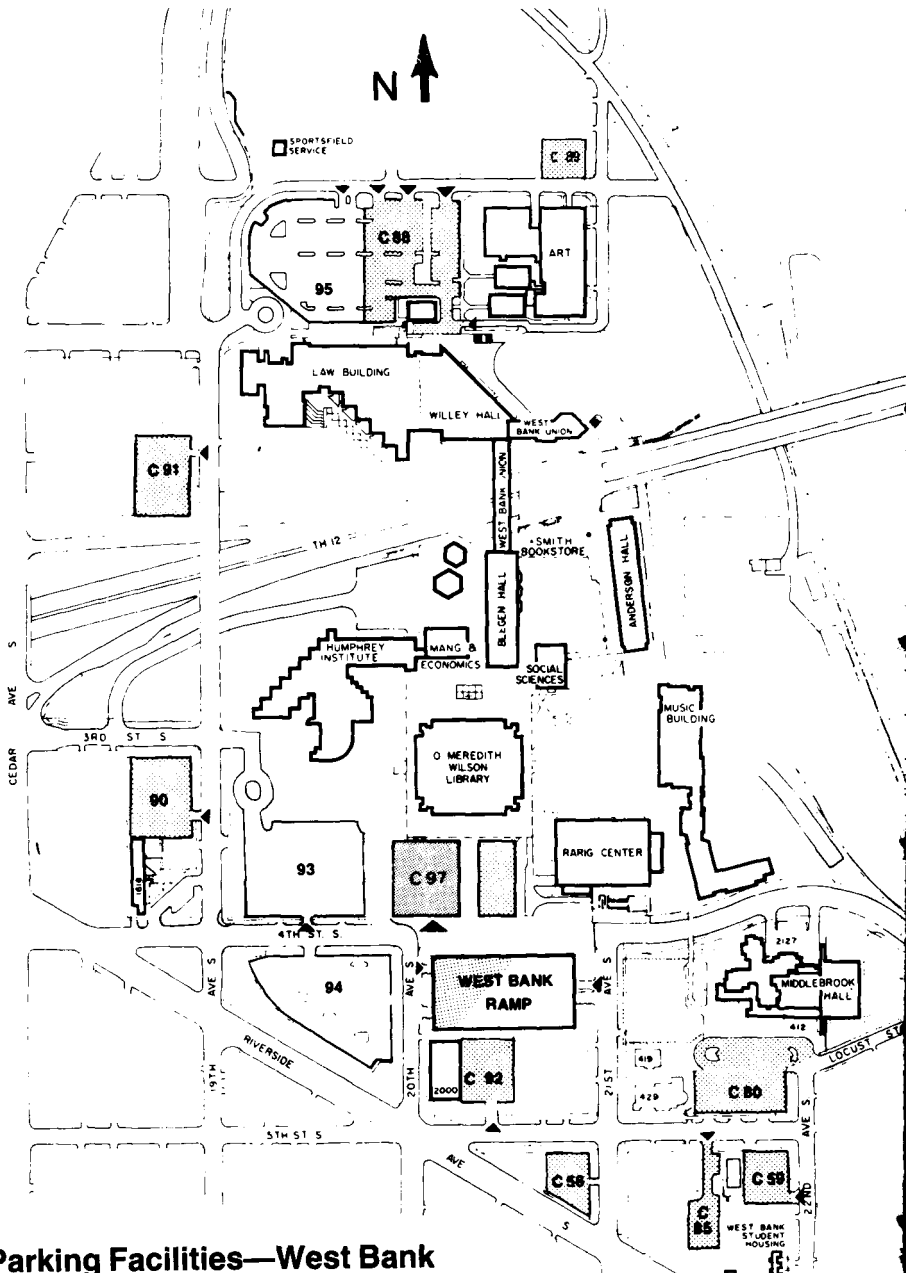 N
SPORTSFIELD
SERVICE
C 89
C 88
ART
95
LAW BUILDING
WILLEY HALL
WEST
BANK UNION
C 91
WEST BANK UNION
TH 12
SMITH
BOOKSTORE
ANDERSON HALL
BLEGEN HALL
HUMPHREY
INSTITUTE
MANG &
ECONOMICS
SOCIAL
SCIENCES
MUSIC
BUILDING
CEDAR AVE S
3RD ST S
O MEREDITH
WILSON
LIBRARY
90
93
C 97
RARIG CENTER
4TH ST. S.
2127
MIDDLEBROOK
HALL
412
94
WEST BANK
RAMP
19TH AVE S
20TH AVE S
21ST AVE S
RIVERSIDE
LOCUST ST
2000
C 92
419
429
C 80
5TH ST S
AVE S
C 58
C 85
C 59
22ND AVE S
WEST BANK
STUDENT
HOUSING
Parking Facilities—West Bank